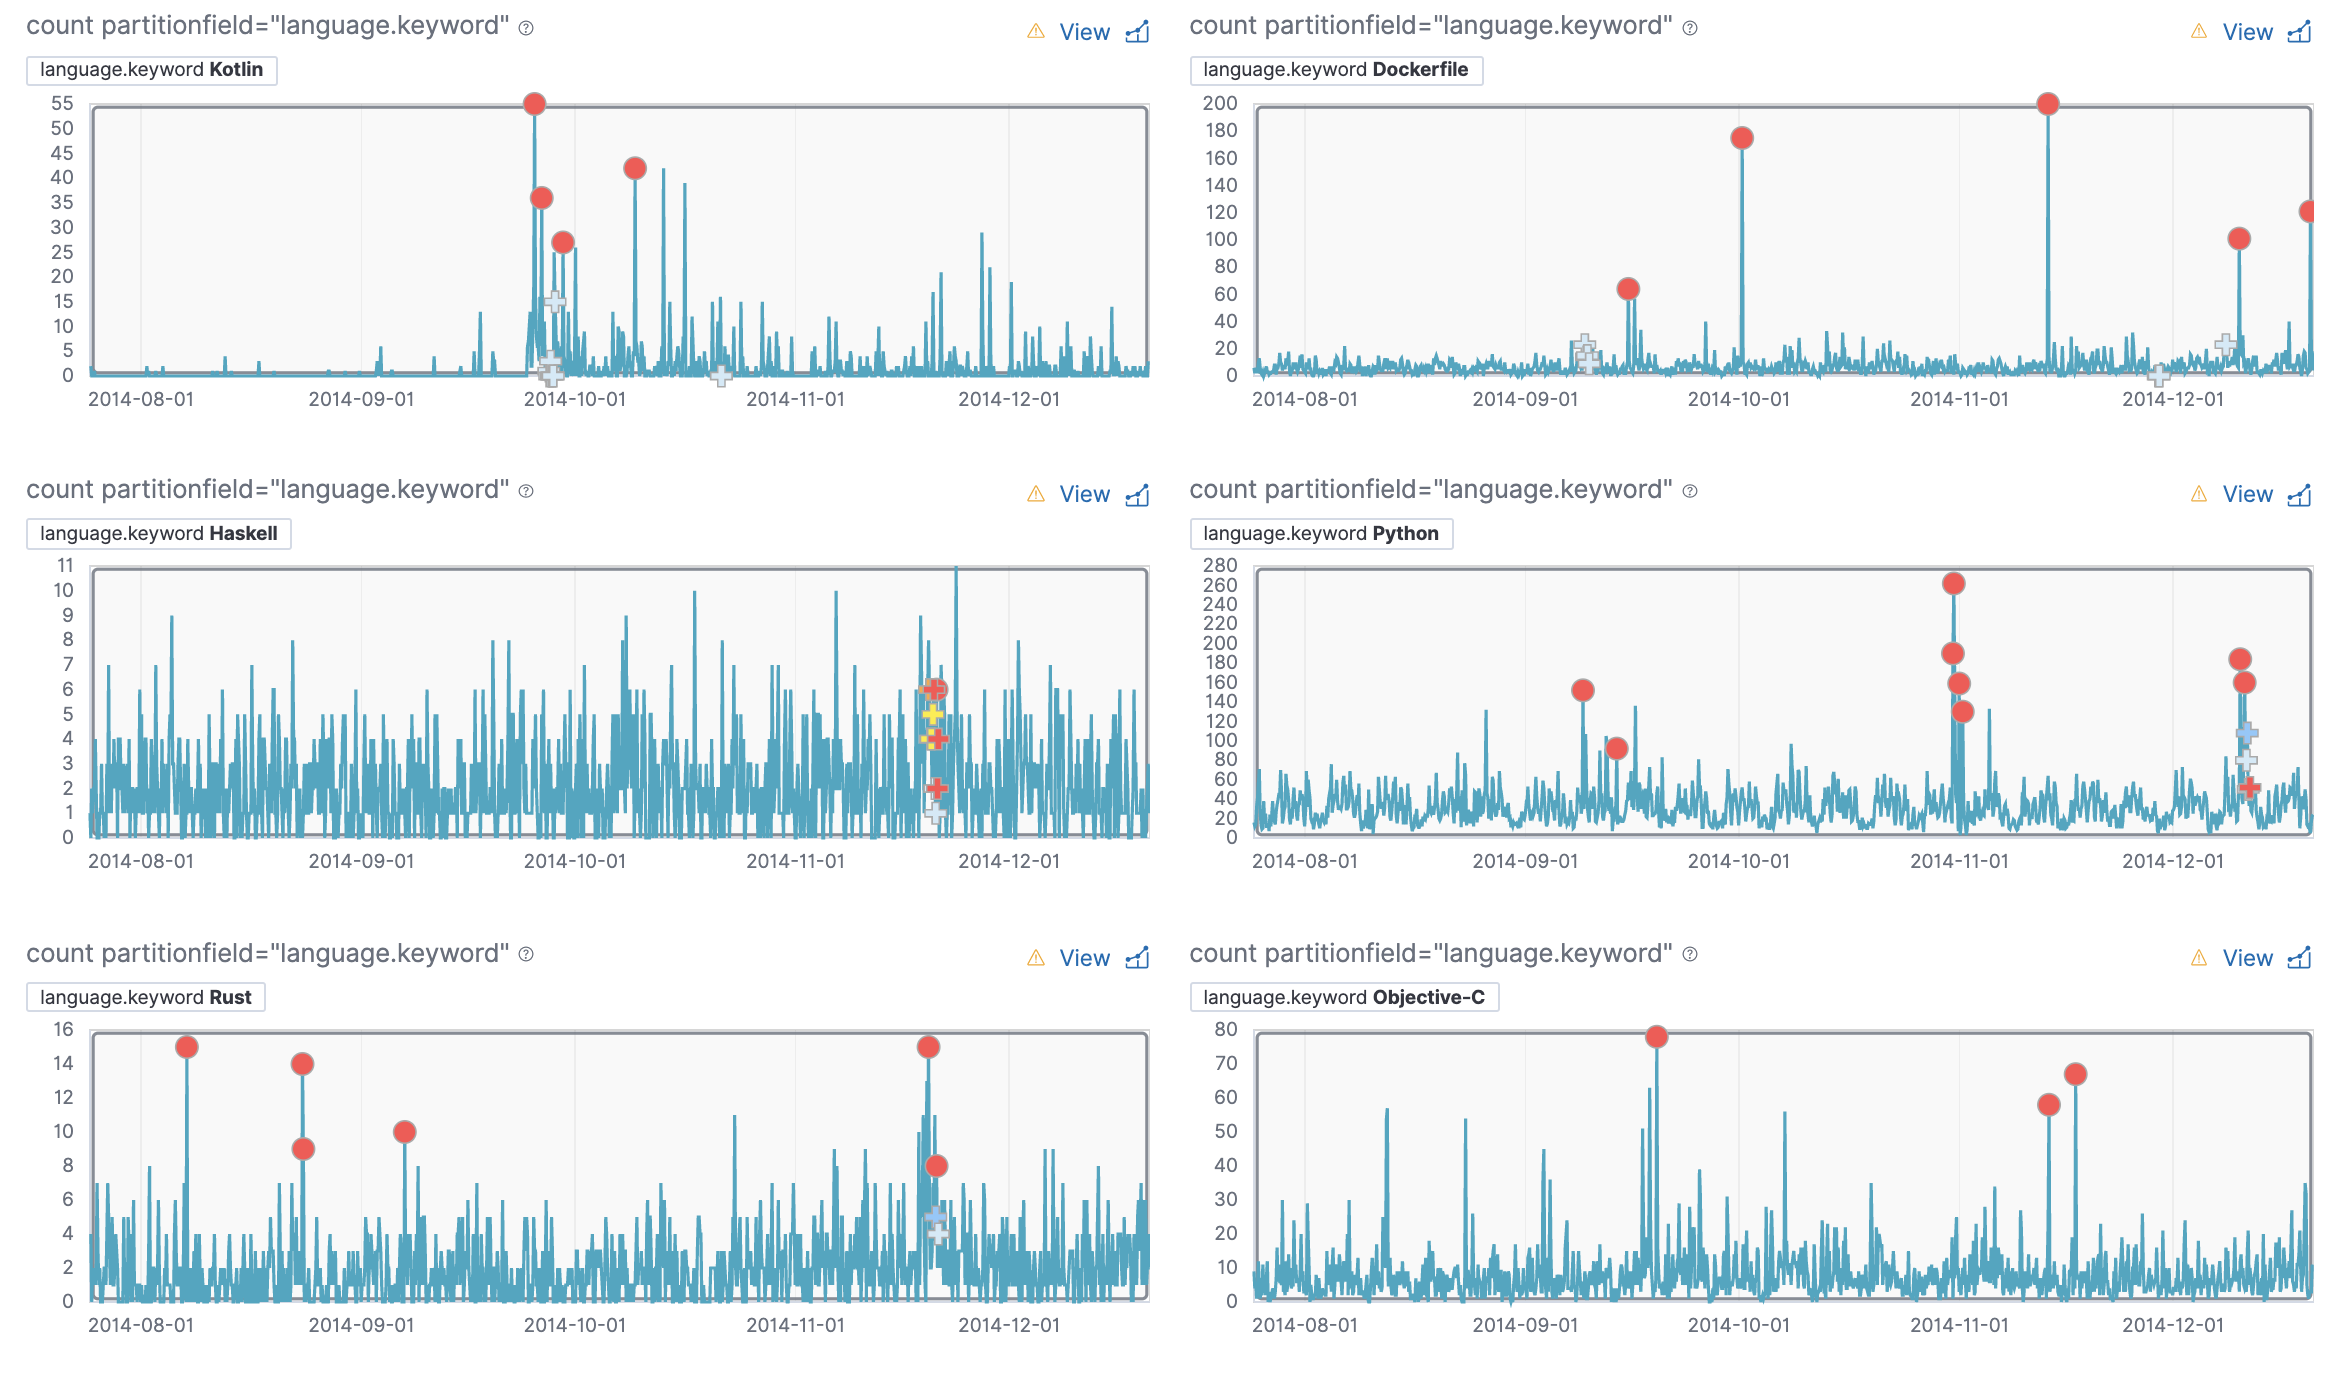 count partitionfield="language.keyword"
View
language.keyword Kotlin
55
50
45
40
35
30
25
20
15
10
5
0
2014-08-01 2014-09-01 2014-10-01 2014-11-01 2014-12-01
count partitionfield="language.keyword"
View
language.keyword Dockerfile
200
180
160
140
120
100
80
60
40
20
0
2014-08-01 2014-09-01 2014-10-01 2014-11-01 2014-12-01
count partitionfield="language.keyword"
View
language.keyword Haskell
11
10
9
8
7
6
5
4
3
2
1
0
2014-08-01 2014-09-01 2014-10-01 2014-11-01 2014-12-01
count partitionfield="language.keyword"
View
language.keyword Python
280
260
240
220
200
180
160
140
120
100
80
60
40
20
0
2014-08-01 2014-09-01 2014-10-01 2014-11-01 2014-12-01
count partitionfield="language.keyword"
View
language.keyword Rust
16
14
12
10
8
6
4
2
0
2014-08-01 2014-09-01 2014-10-01 2014-11-01 2014-12-01
count partitionfield="language.keyword"
View
language.keyword Objective-C
80
70
60
50
40
30
20
10
0
2014-08-01 2014-09-01 2014-10-01 2014-11-01 2014-12-01